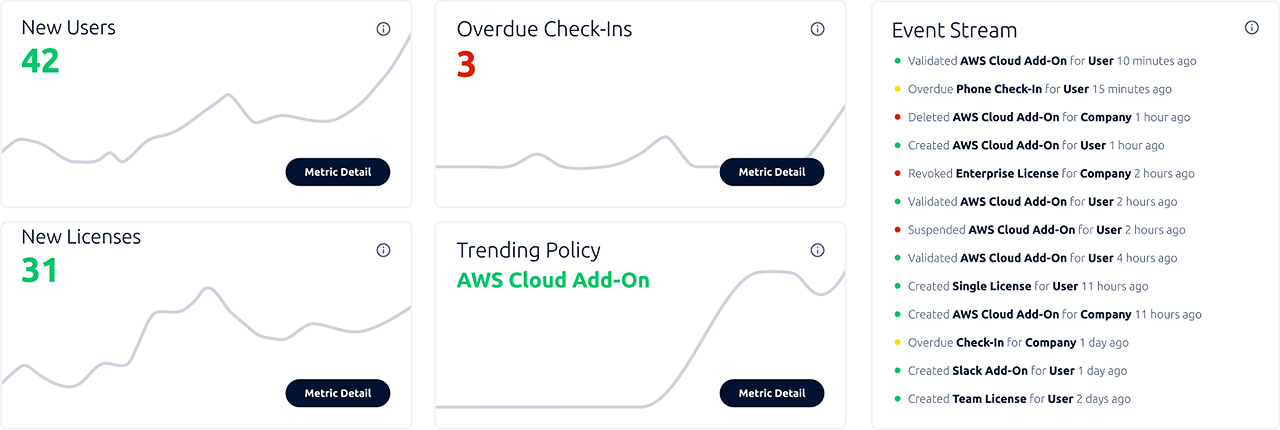 New Users
42
Metric Detail
Overdue Check-Ins
3
Metric Detail
New Licenses
31
Metric Detail
Trending Policy
AWS Cloud Add-On
Metric Detail
Event Stream
Validated AWS Cloud Add-On for User 10 minutes ago
Overdue Phone Check-In for User 15 minutes ago
Deleted AWS Cloud Add-On for Company 1 hour ago
Created AWS Cloud Add-On for User 1 hour ago
Revoked Enterprise License for Company 2 hours ago
Validated AWS Cloud Add-On for User 2 hours ago
Suspended AWS Cloud Add-On for User 2 hours ago
Validated AWS Cloud Add-On for User 4 hours ago
Created Single License for User 11 hours ago
Created AWS Cloud Add-On for Company 11 hours ago
Overdue Check-In for Company 1 day ago
Created Slack Add-On for User 1 day ago
Created Team License for User 2 days ago